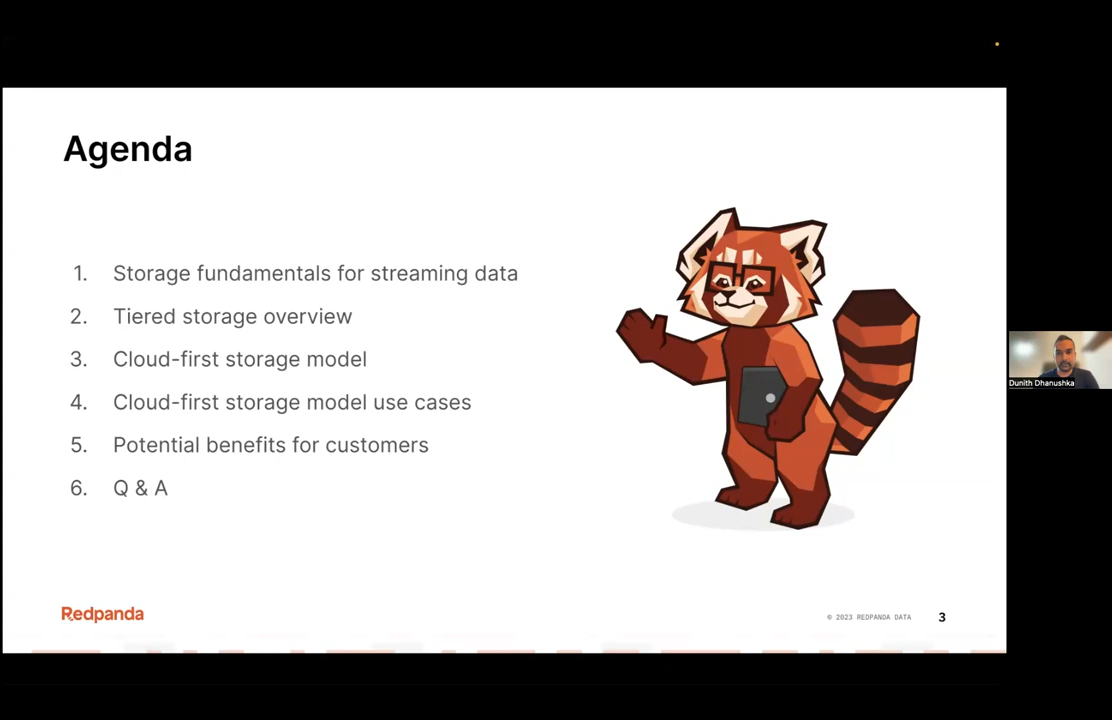 Agenda
1. Storage fundamentals for streaming data
2. Tiered storage overview
3. Cloud-first storage model
4. Cloud-first storage model use cases
5. Potential benefits for customers
6. Q & A
Dunith Dhanushka
Redpanda
© 2023 REDPANDA DATA
3